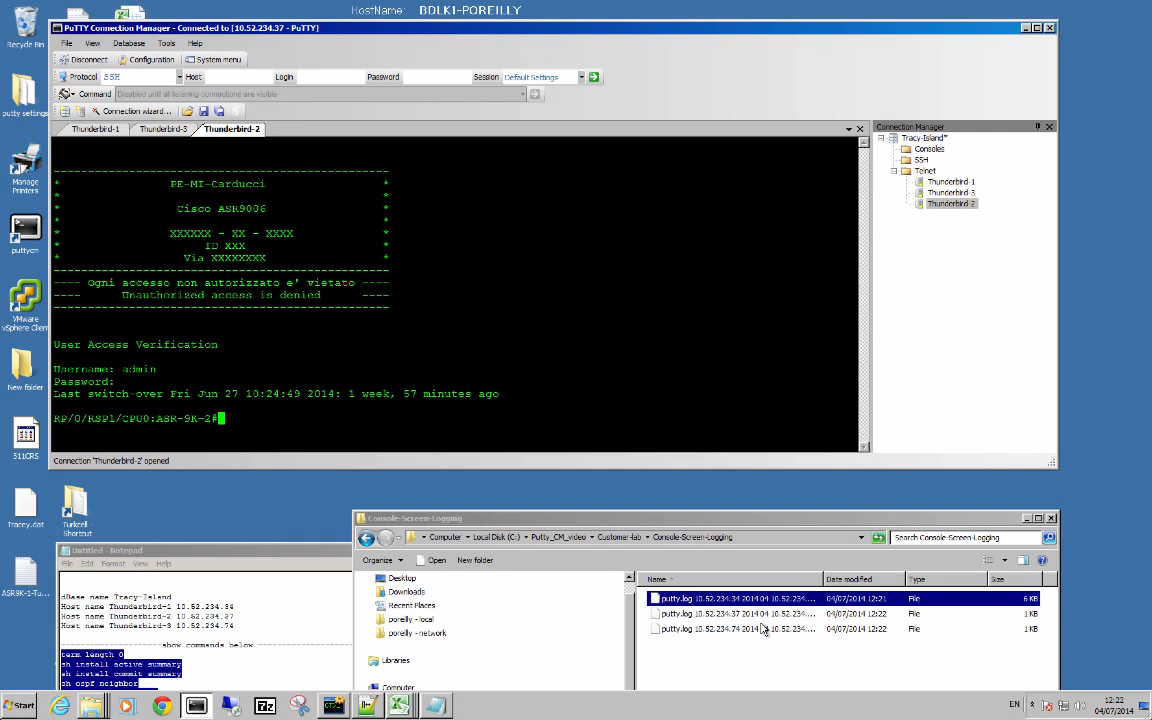 HostName: BDLK1-POREILLY
Recycle Bin
putty settings
Manage
Printers
puttycm
VMware
vSphere Client
New folder
511CRS
Tracey.dat
Turkcell -
Shortcut
ASR9K-1-Tu...
PuTTY Connection Manager - Connected to [10.52.234.37 - PuTTY]
File View Database Tools Help
Disconnect Configuration System menu
Protocol SSH Host Login Password Session Default Settings
Command Disabled until all listening connections are visible
Connection wizard...
Thunderbird-1 Thunderbird-3 Thunderbird-2
-------------------------------------------------
* PE-MI-Carducci *
* *
* Cisco ASR9006 *
* *
* XXXXXX - XX - XXXX *
* ID XXX *
* Via XXXXXXXX *
-------------------------------------------------
---- Ogni accesso non autorizzato e' vietato ----
---- Unauthorized access is denied ----
-------------------------------------------------
User Access Verification
Username: admin
Password:
Last switch-over Fri Jun 27 10:24:49 2014: 1 week, 57 minutes ago
RP/0/RSP1/CPU0:ASR-9K-2#
Connection 'Thunderbird-2' opened
Connection Manager
Tracy-Island*
Consoles
SSH
Telnet
Thunderbird-1
Thunderbird-3
Thunderbird-2
Untitled - Notepad
File Edit Format View Help
dBase name Tracy-Island
Host name Thunderbird-1 10.52.234.34
Host name Thunderbird-2 10.52.234.37
Host name Thunderbird-3 10.52.234.74
-------------------show commands below ----------
term length 0
sh install active summary
sh install commit summary
sh ospf neighbor
Console-Screen-Logging
Computer Local Disk (C:) Putty_CM_video Customer-lab Console-Screen-Logging
Search Console-Screen-Logging
Organize Open New folder
Desktop
Downloads
Recent Places
poreilly - local
poreilly - network
Libraries
Computer
Name Date modified Type Size
putty.log 10.52.234.34 2014 04 10.52.234.... 04/07/2014 12:21 File 6 KB
putty.log 10.52.234.37 2014 04 10.52.234.... 04/07/2014 12:22 File 1 KB
putty.log 10.52.234.74 2014 10.52.234.... 04/07/2014 12:22 File 1 KB
Start
EN
12:22
04/07/2014